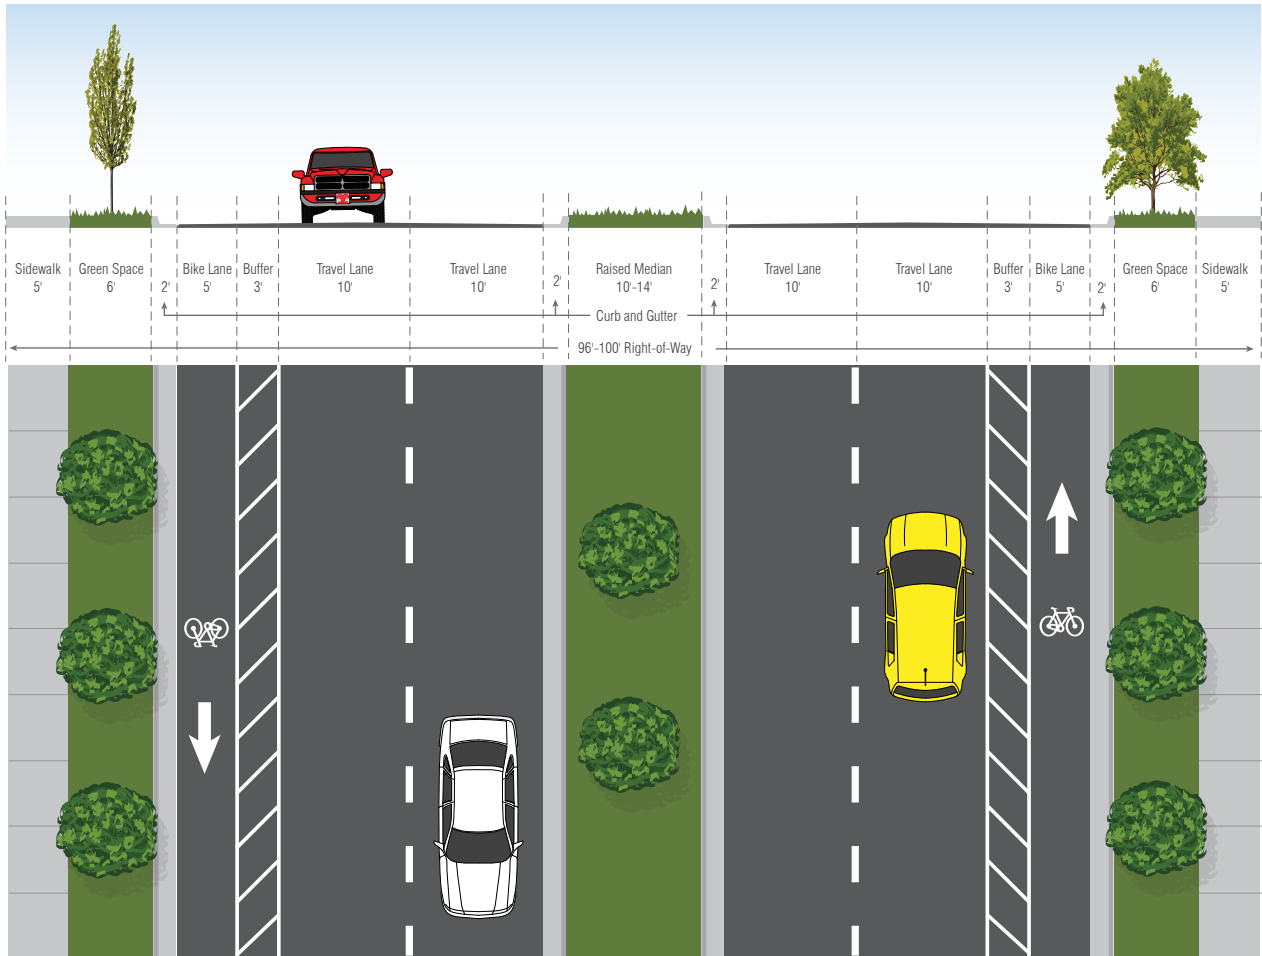 Sidewalk Green Space Bike Lane Buffer Travel Lane Travel Lane Raised Median Travel Lane Travel Lane Buffer Bike Lane Green Space Sidewalk
5' 6' 2' 5' 3' 10' 10' 2' 10'-14' 2' 10' 10' 3' 5' 2' 6' 5'
Curb and Gutter
96'-100' Right-of-Way